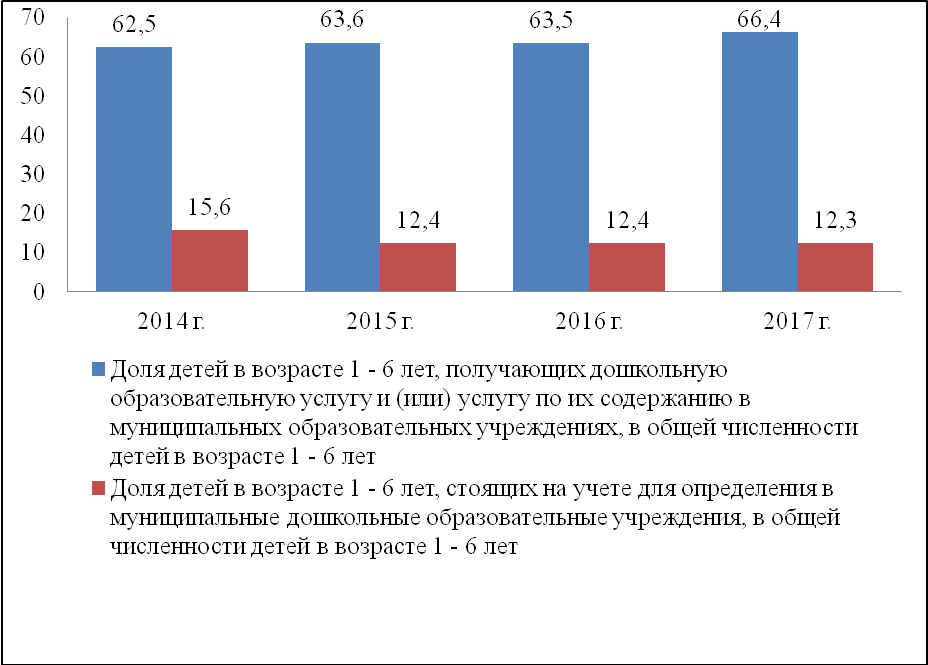 70
60
50
40
30
20
10
0
62,5
63,6
63,5
66,4
15,6
12,4
12,4
12,3
2014 г.
2015 г.
2016 г.
2017 г.
Доля детей в возрасте 1 - 6 лет, получающих дошкольную
образовательную услугу и (или) услугу по их содержанию в
муниципальных образовательных учреждениях, в общей численности
детей в возрасте 1 - 6 лет
Доля детей в возрасте 1 - 6 лет, стоящих на учете для определения в
муниципальные дошкольные образовательные учреждения, в общей
численности детей в возрасте 1 - 6 лет